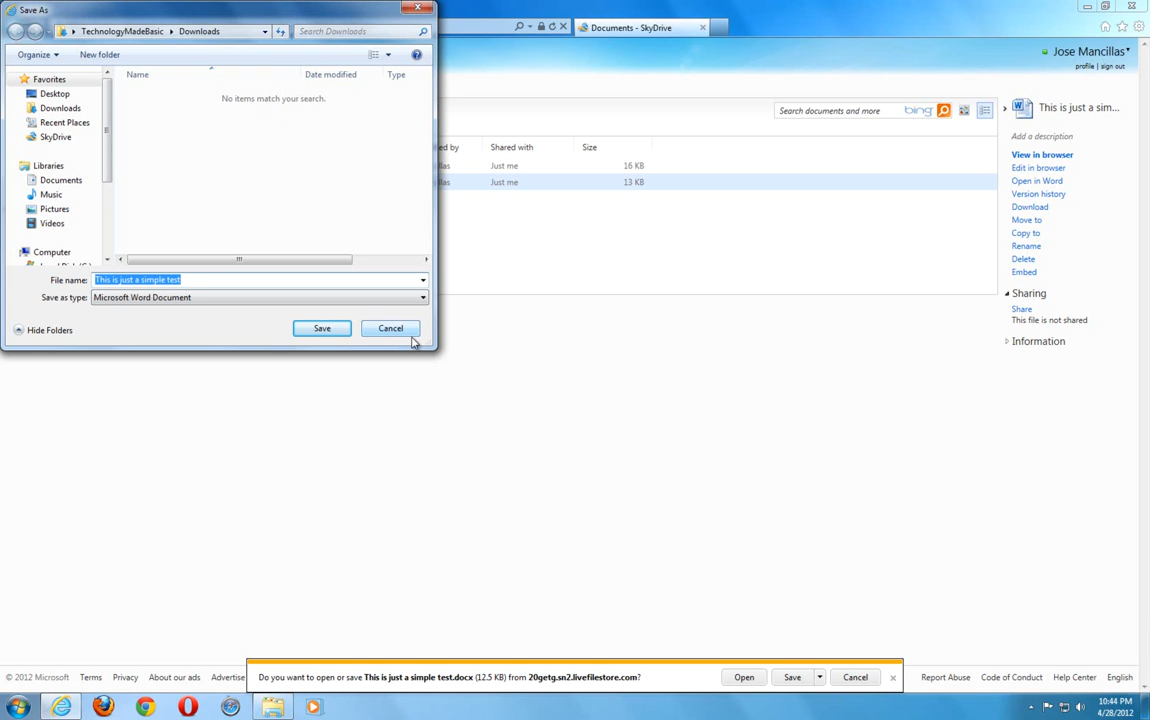 Save As
TechnologyMadeBasic
Downloads
Search Downloads
Organize
New folder
Name
Date modified
Type
Favorites
No items match your search.
Desktop
Downloads
Recent Places
SkyDrive
Libraries
Documents
Music
Pictures
Videos
Computer
File name:
This is just a simple test
Save as type:
Microsoft Word Document
Hide Folders
Save
Cancel
Documents - SkyDrive
Jose Mancillas
profile | sign out
Search documents and more
bing
Shared with
Size
Just me
16 KB
Just me
13 KB
This is just a sim...
Add a description
View in browser
Edit in browser
Open in Word
Version history
Download
Move to
Copy to
Rename
Delete
Embed
Sharing
Share
This file is not shared
Information
© 2012 Microsoft
Terms
Privacy
About our ads
Advertise
Do you want to open or save This is just a simple test.docx (12.5 KB) from 20getg.sn2.livefilestore.com?
Open
Save
Cancel
Report Abuse
Code of Conduct
Help Center
English
10:44 PM
4/28/2012